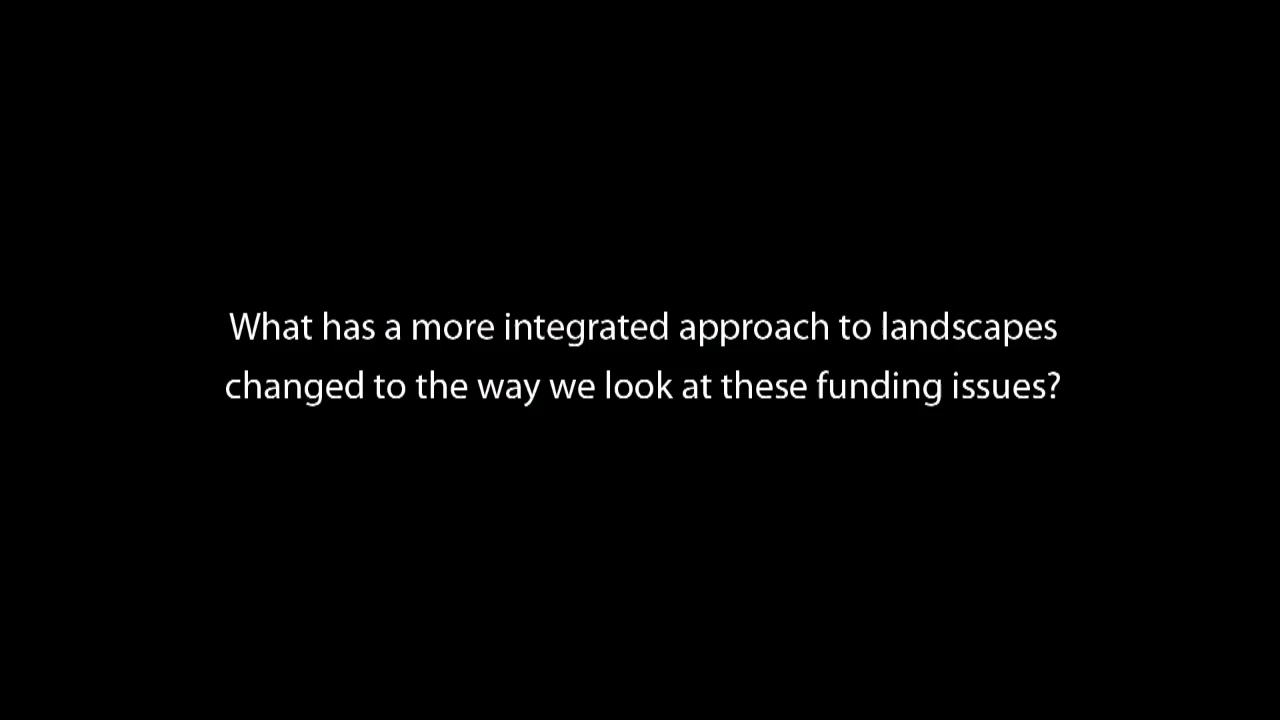 What has a more integrated approach to landscapes
changed to the way we look at these funding issues?